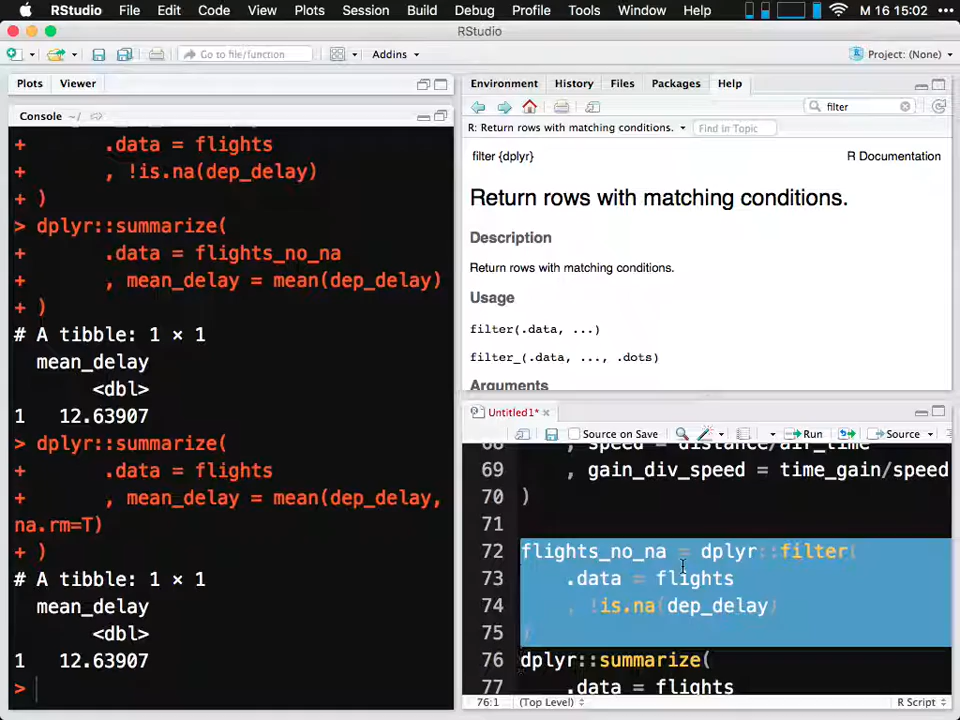 RStudio File Edit Code View Plots Session Build Debug Profile Tools Window Help M 16 15:02
RStudio
Go to file/function Addins Project: (None)
Plots Viewer
Console ~/
+ .data = flights
+ , !is.na(dep_delay)
+ )
> dplyr::summarize(
+ .data = flights_no_na
+ , mean_delay = mean(dep_delay)
+ )
# A tibble: 1 × 1
mean_delay
<dbl>
1 12.63907
> dplyr::summarize(
+ .data = flights
+ , mean_delay = mean(dep_delay,
na.rm=T)
+ )
# A tibble: 1 × 1
mean_delay
<dbl>
1 12.63907
>
Environment History Files Packages Help
filter
R: Return rows with matching conditions. Find in Topic
filter {dplyr} R Documentation
Return rows with matching conditions.
Description
Return rows with matching conditions.
Usage
filter(.data, ...)
filter_(.data, ..., .dots)
Arguments
Untitled1*
Source on Save Run Source
68 , speed = distance/air_time
69 , gain_div_speed = time_gain/speed
70 )
71
72 flights_no_na = dplyr::filter(
73 .data = flights
74 , !is.na(dep_delay)
75 )
76 dplyr::summarize(
77 .data = flights
76:1 (Top Level) R Script